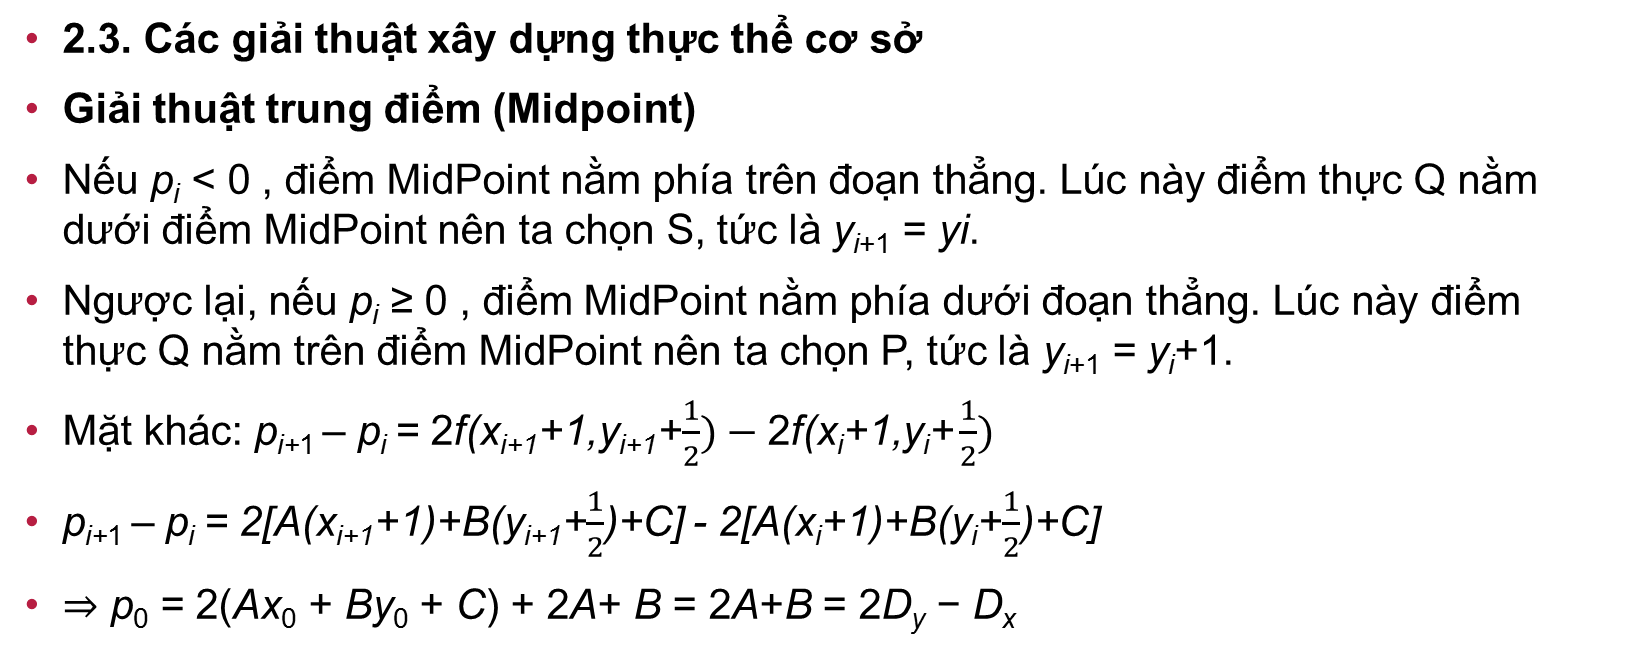 • 2.3. Các giải thuật xây dựng thực thể cơ sở
• Giải thuật trung điểm (Midpoint)
• Nếu pᵢ < 0 , điểm MidPoint nằm phía trên đoạn thẳng. Lúc này điểm thực Q nằm
dưới điểm MidPoint nên ta chọn S, tức là yᵢ₊₁ = yi.
• Ngược lại, nếu pᵢ ≥ 0 , điểm MidPoint nằm phía dưới đoạn thẳng. Lúc này điểm
thực Q nằm trên điểm MidPoint nên ta chọn P, tức là yᵢ₊₁ = yᵢ+1.
• Mặt khác: pᵢ₊₁ – pᵢ = 2f(xᵢ₊₁+1,yᵢ₊₁+1/2) – 2f(xᵢ+1,yᵢ+1/2)
• pᵢ₊₁ – pᵢ = 2[A(xᵢ₊₁+1)+B(yᵢ₊₁+1/2)+C] - 2[A(xᵢ+1)+B(yᵢ+1/2)+C]
• ⇒ p₀ = 2(Ax₀ + By₀ + C) + 2A+ B = 2A+B = 2D_y − Dₓ